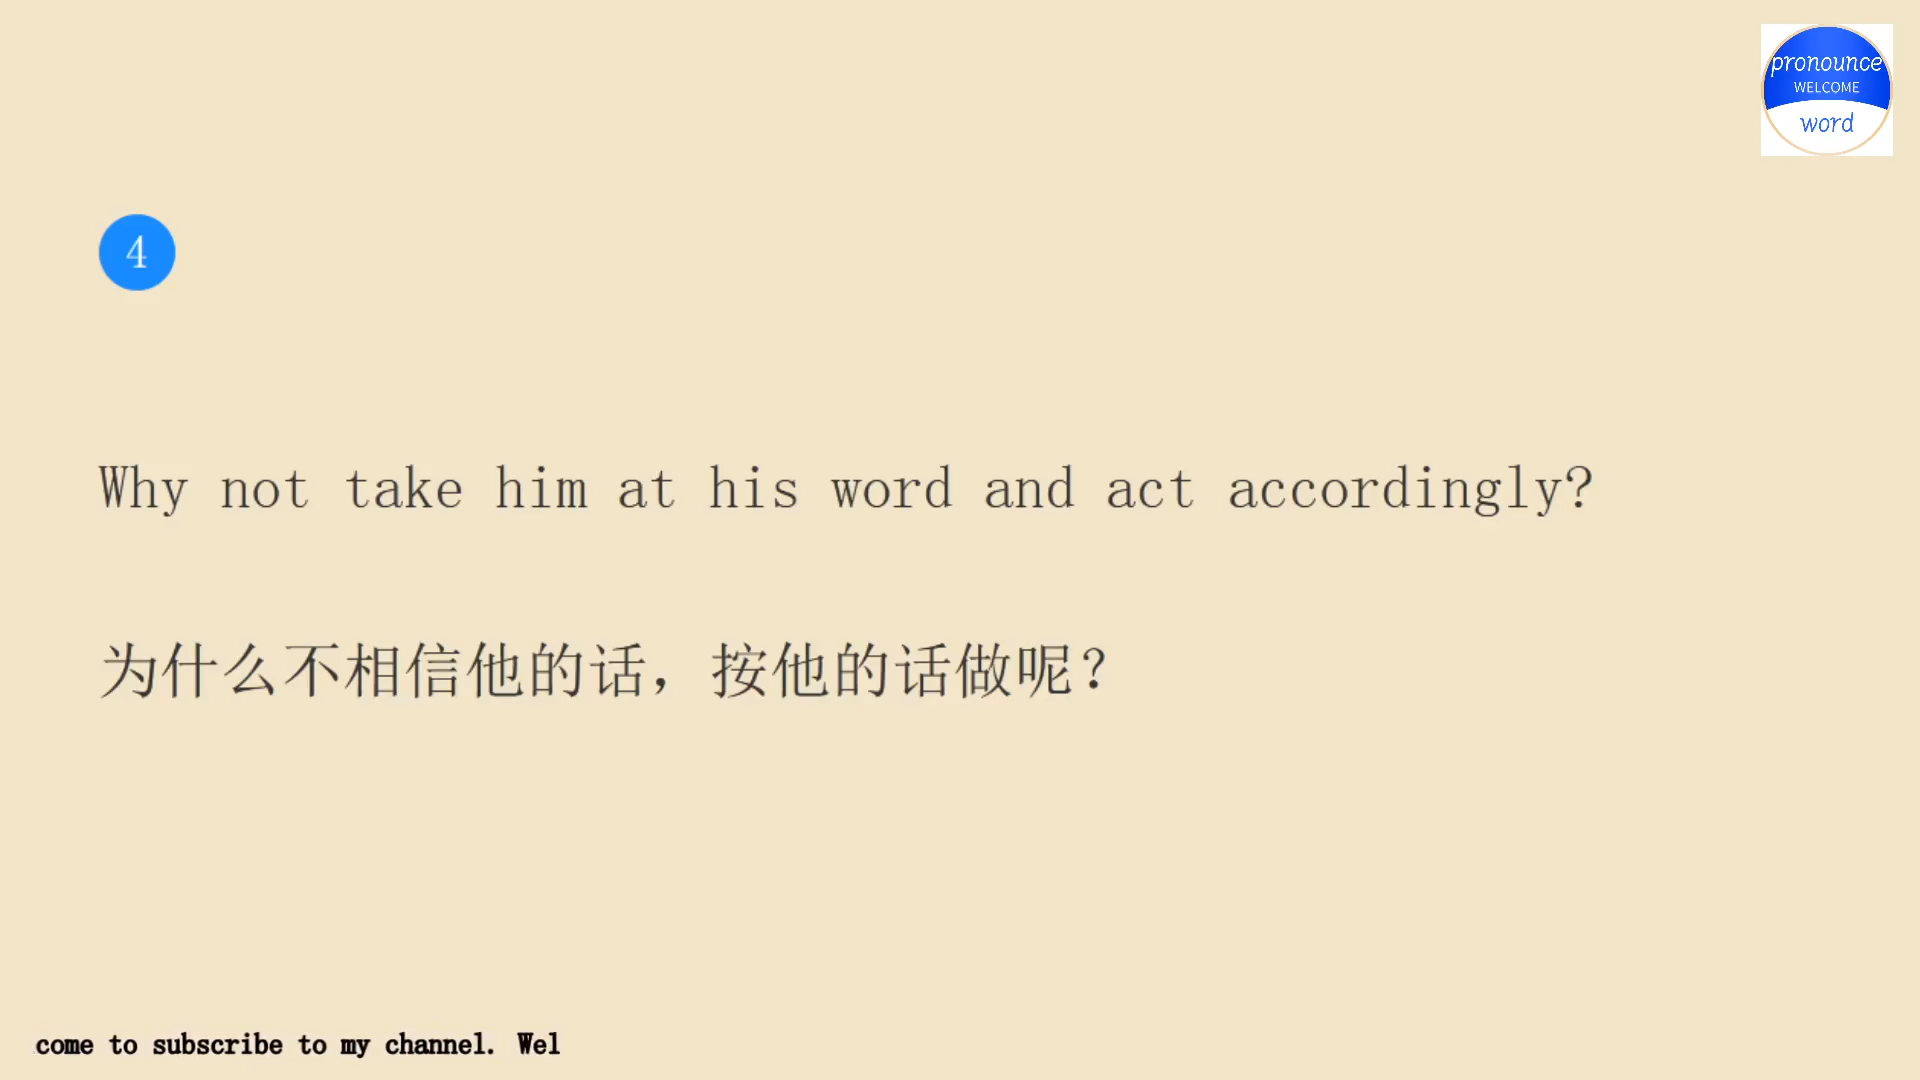 pronounce
WELCOME
word
4
Why not take him at his word and act accordingly?
为什么不相信他的话，按他的话做呢？
come to subscribe to my channel. Wel